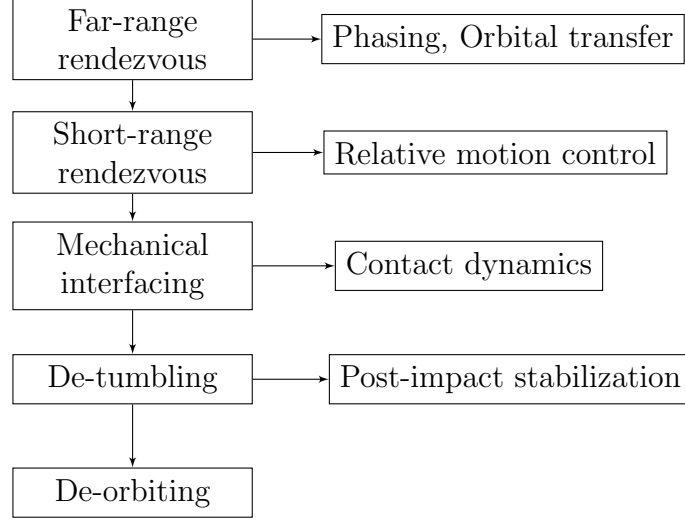 Far-range
rendezvous
Phasing, Orbital transfer
Short-range
rendezvous
Relative motion control
Mechanical
interfacing
Contact dynamics
De-tumbling
Post-impact stabilization
De-orbiting